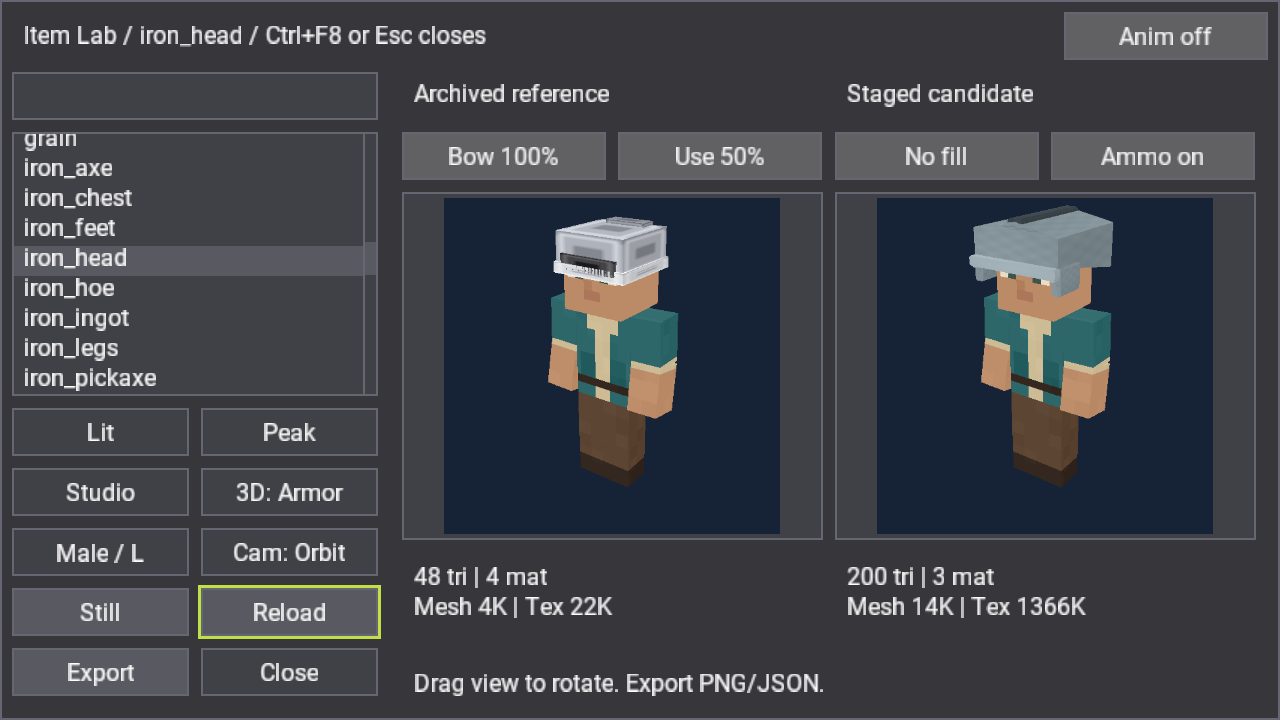 Item Lab / iron_head / Ctrl+F8 or Esc closes
Anim off
Archived reference
Staged candidate
Bow 100%
Use 50%
No fill
Ammo on
grain
iron_axe
iron_chest
iron_feet
iron_head
iron_hoe
iron_ingot
iron_legs
iron_pickaxe
Lit
Peak
Studio
3D: Armor
Male / L
Cam: Orbit
Still
Reload
Export
Close
48 tri | 4 mat
Mesh 4K | Tex 22K
200 tri | 3 mat
Mesh 14K | Tex 1366K
Drag view to rotate. Export PNG/JSON.